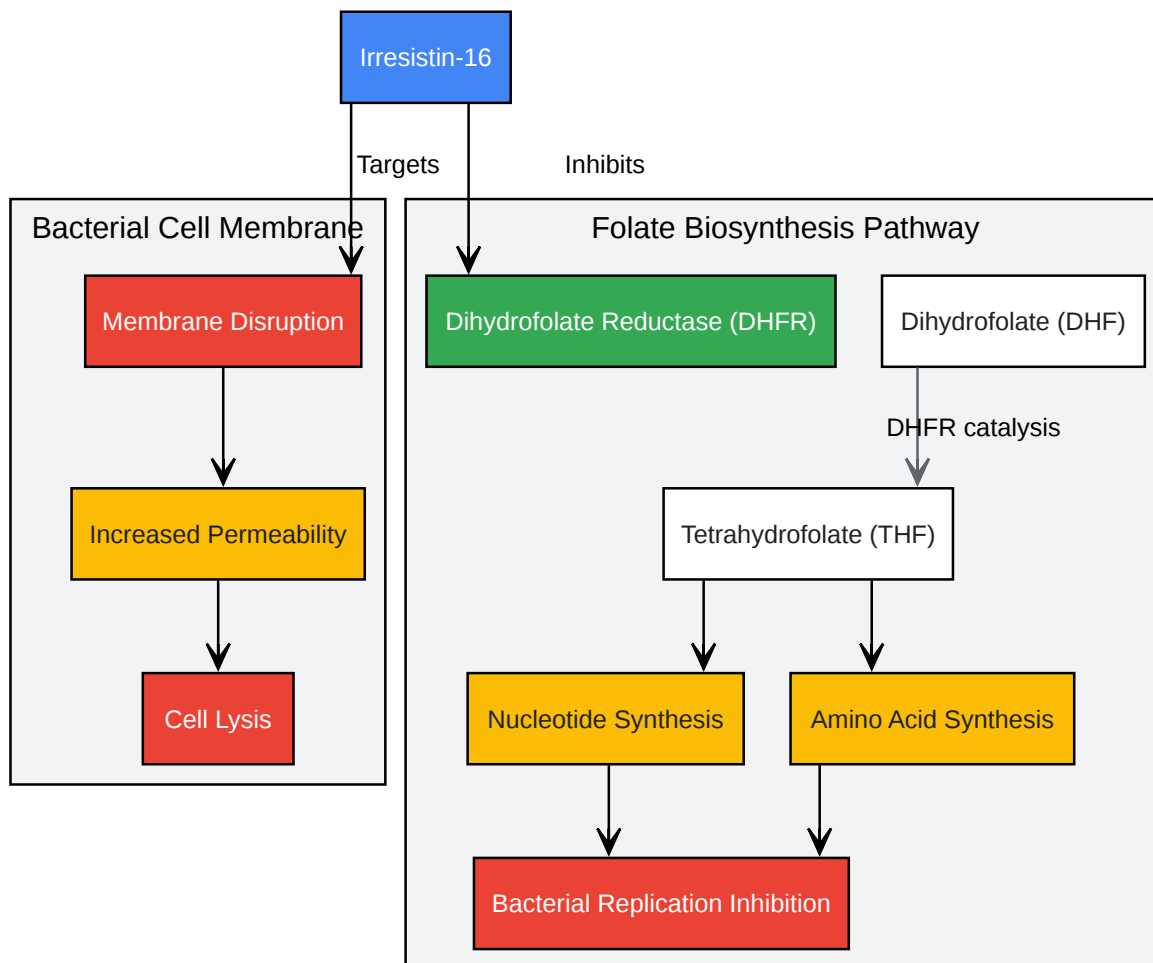 Irresistin-16
Targets
Inhibits
Bacterial Cell Membrane
Folate Biosynthesis Pathway
Membrane Disruption
Dihydrofolate Reductase (DHFR)
Dihydrofolate (DHF)
DHFR catalysis
Increased Permeability
Tetrahydrofolate (THF)
Cell Lysis
Nucleotide Synthesis
Amino Acid Synthesis
Bacterial Replication Inhibition